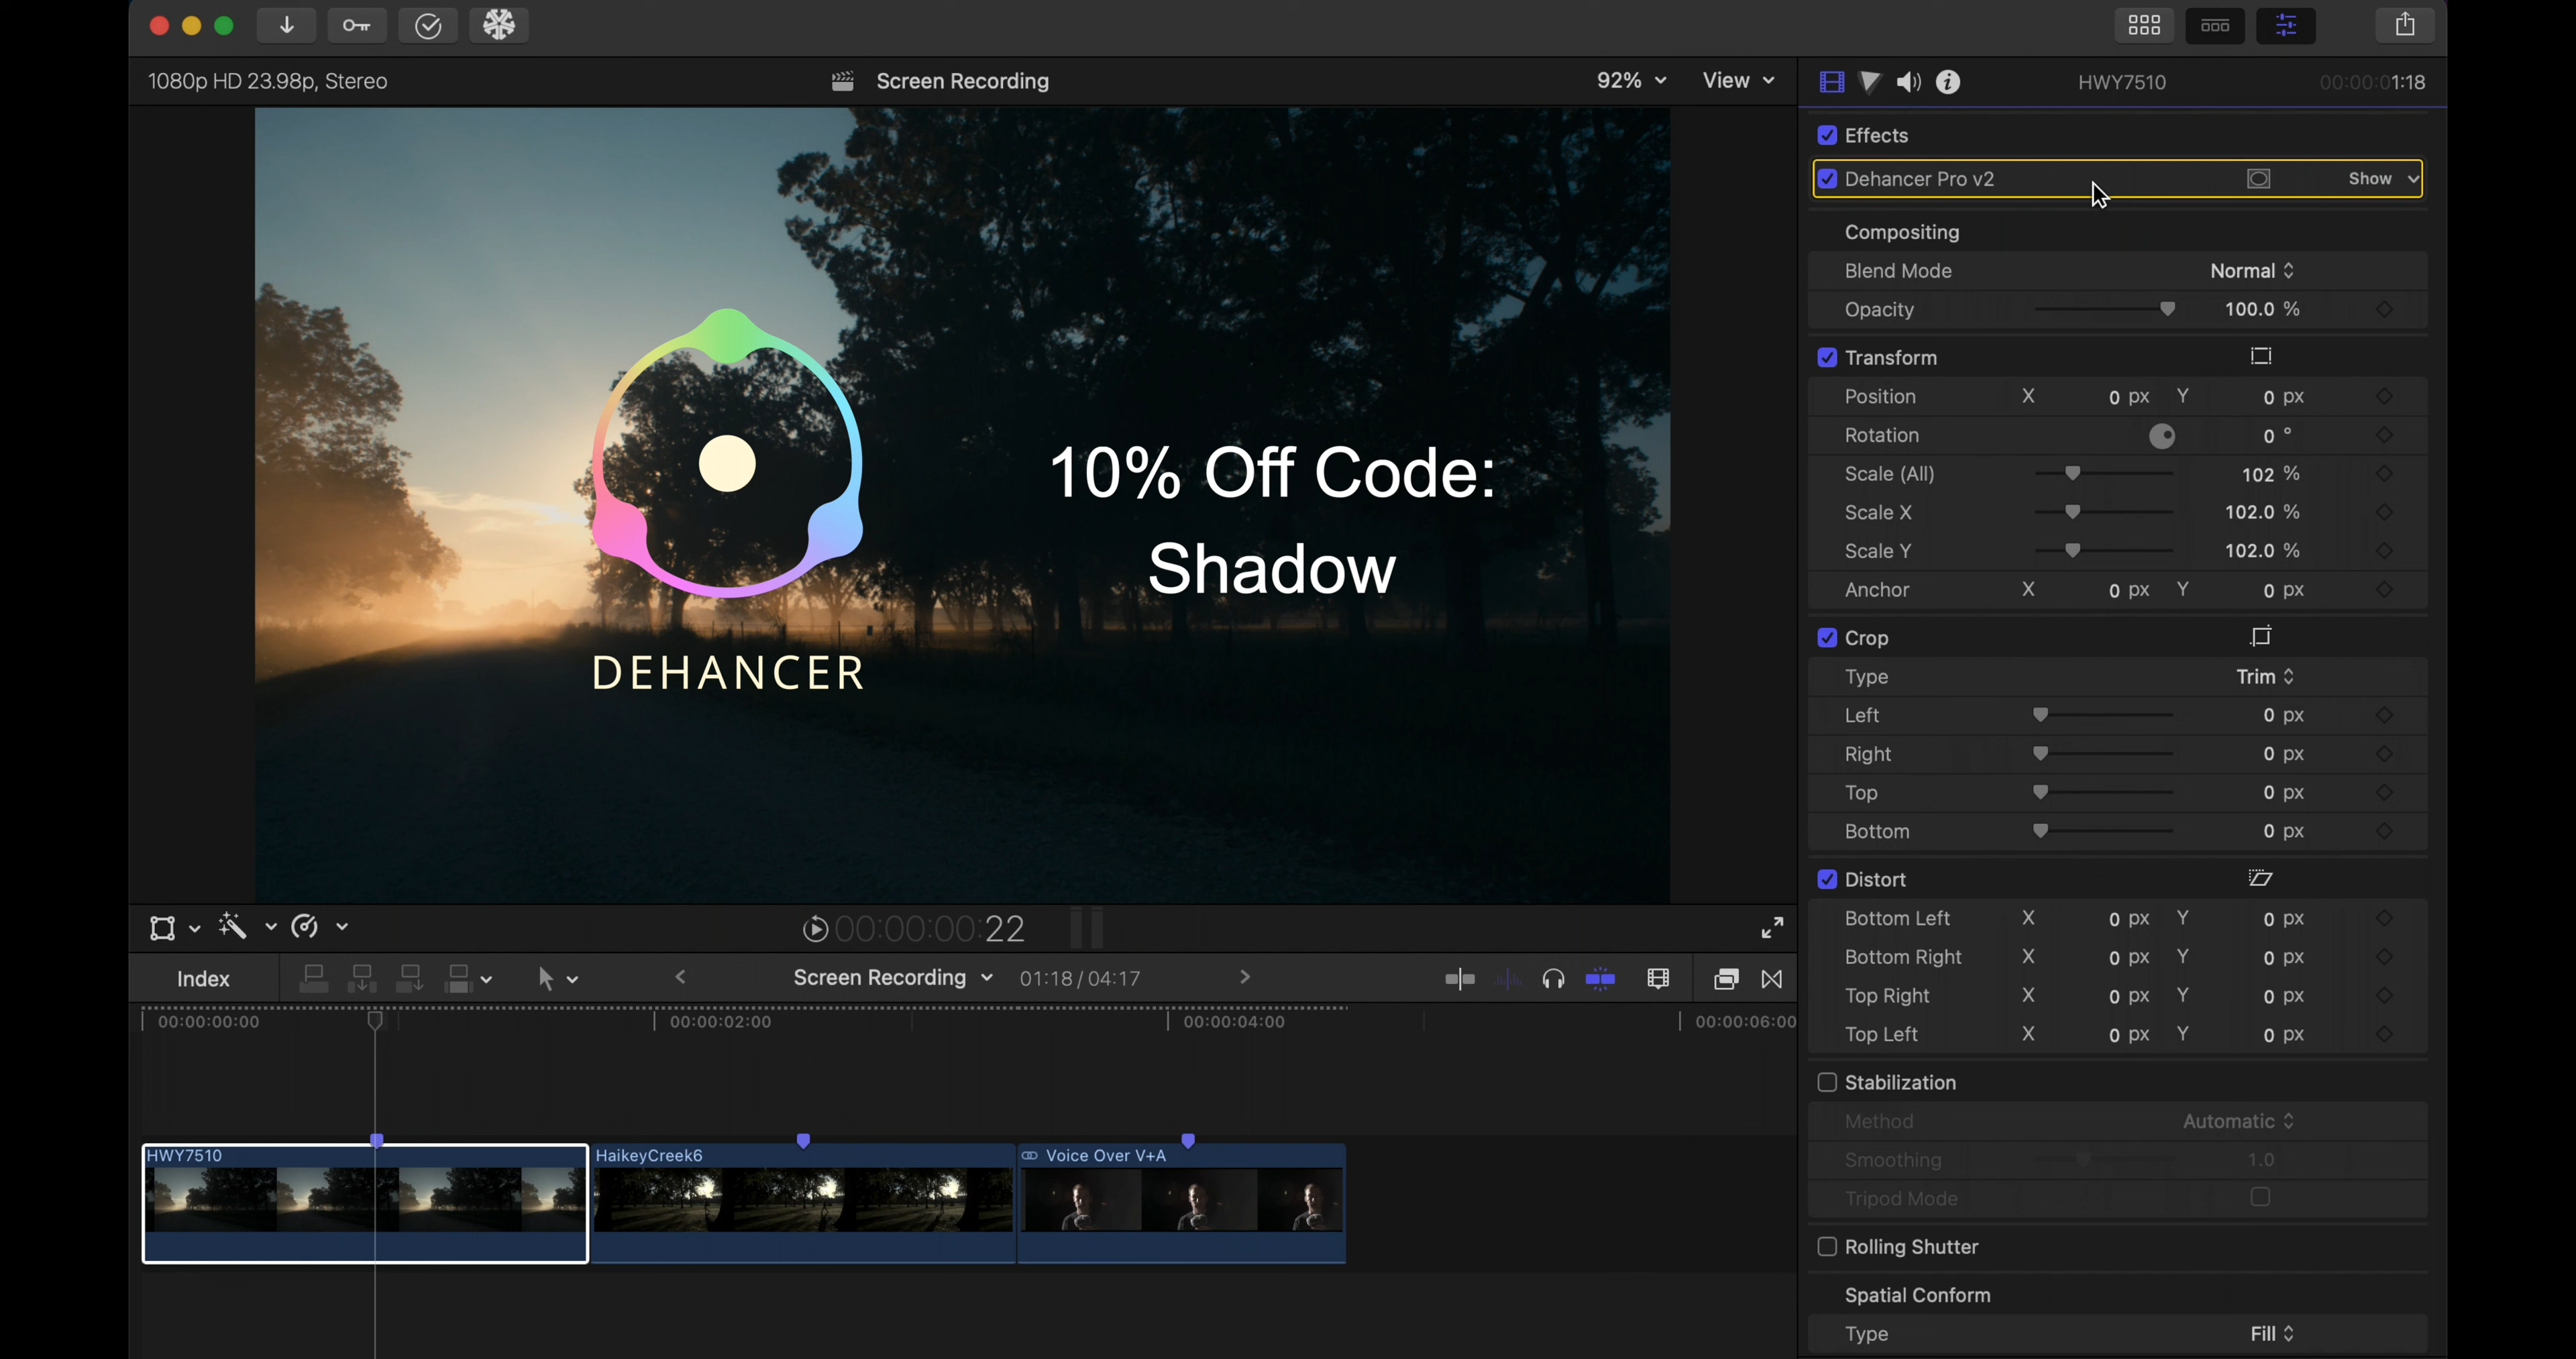 1080p HD 23.98p, Stereo
Screen Recording
92%
View
HWY7510
00:00:01:18
Effects
Dehancer Pro v2
Show
Compositing
Blend Mode
Normal
Opacity
100.0 %
Transform
Position X 0 px Y 0 px
Rotation 0 °
Scale (All) 102 %
Scale X 102.0 %
Scale Y 102.0 %
Anchor X 0 px Y 0 px
Crop
Type Trim
Left 0 px
Right 0 px
Top 0 px
Bottom 0 px
Distort
Bottom Left X 0 px Y 0 px
Bottom Right X 0 px Y 0 px
Top Right X 0 px Y 0 px
Top Left X 0 px Y 0 px
Stabilization
Method Automatic
Smoothing 1.0
Tripod Mode
Rolling Shutter
Spatial Conform
Type Fill
10% Off Code:
Shadow
DEHANCER
00:00:00:22
Index
Screen Recording
01:18 / 04:17
00:00:00:00
00:00:02:00
00:00:04:00
00:00:06:00
HWY7510
HaikeyCreek6
Voice Over V+A